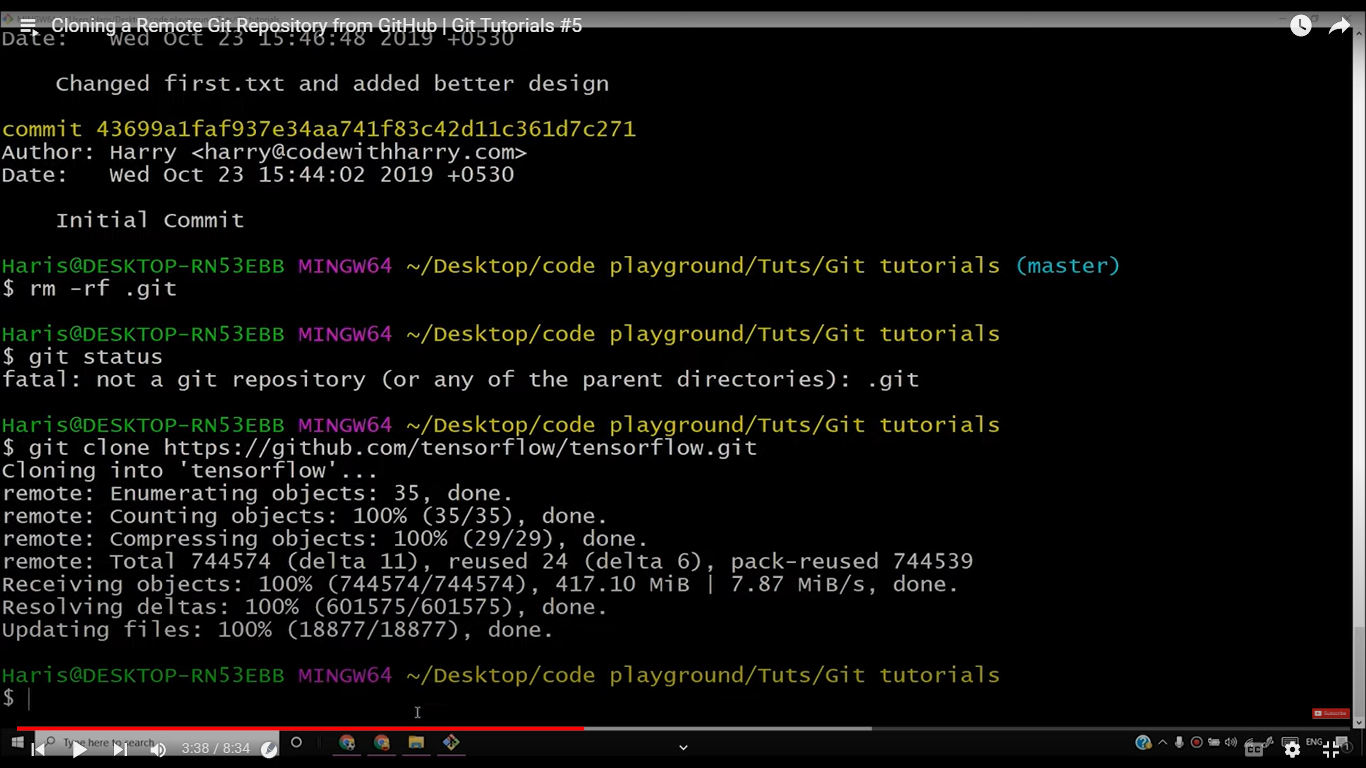 Cloning a Remote Git Repository from GitHub | Git Tutorials #5
Date:   Wed Oct 23 15:46:48 2019 +0530
Changed first.txt and added better design
commit 43699a1faf937e34aa741f83c42d11c361d7c271
Author: Harry <harry@codewithharry.com>
Date:   Wed Oct 23 15:44:02 2019 +0530
Initial Commit
Haris@DESKTOP-RN53EBB MINGW64 ~/Desktop/code playground/Tuts/Git tutorials (master)
$ rm -rf .git
Haris@DESKTOP-RN53EBB MINGW64 ~/Desktop/code playground/Tuts/Git tutorials
$ git status
fatal: not a git repository (or any of the parent directories): .git
Haris@DESKTOP-RN53EBB MINGW64 ~/Desktop/code playground/Tuts/Git tutorials
$ git clone https://github.com/tensorflow/tensorflow.git
Cloning into 'tensorflow'...
remote: Enumerating objects: 35, done.
remote: Counting objects: 100% (35/35), done.
remote: Compressing objects: 100% (29/29), done.
remote: Total 744574 (delta 11), reused 24 (delta 6), pack-reused 744539
Receiving objects: 100% (744574/744574), 417.10 MiB | 7.87 MiB/s, done.
Resolving deltas: 100% (601575/601575), done.
Updating files: 100% (18877/18877), done.
Haris@DESKTOP-RN53EBB MINGW64 ~/Desktop/code playground/Tuts/Git tutorials
$
Subscribe
Type here to search
3:38 / 8:34
ENG
CC